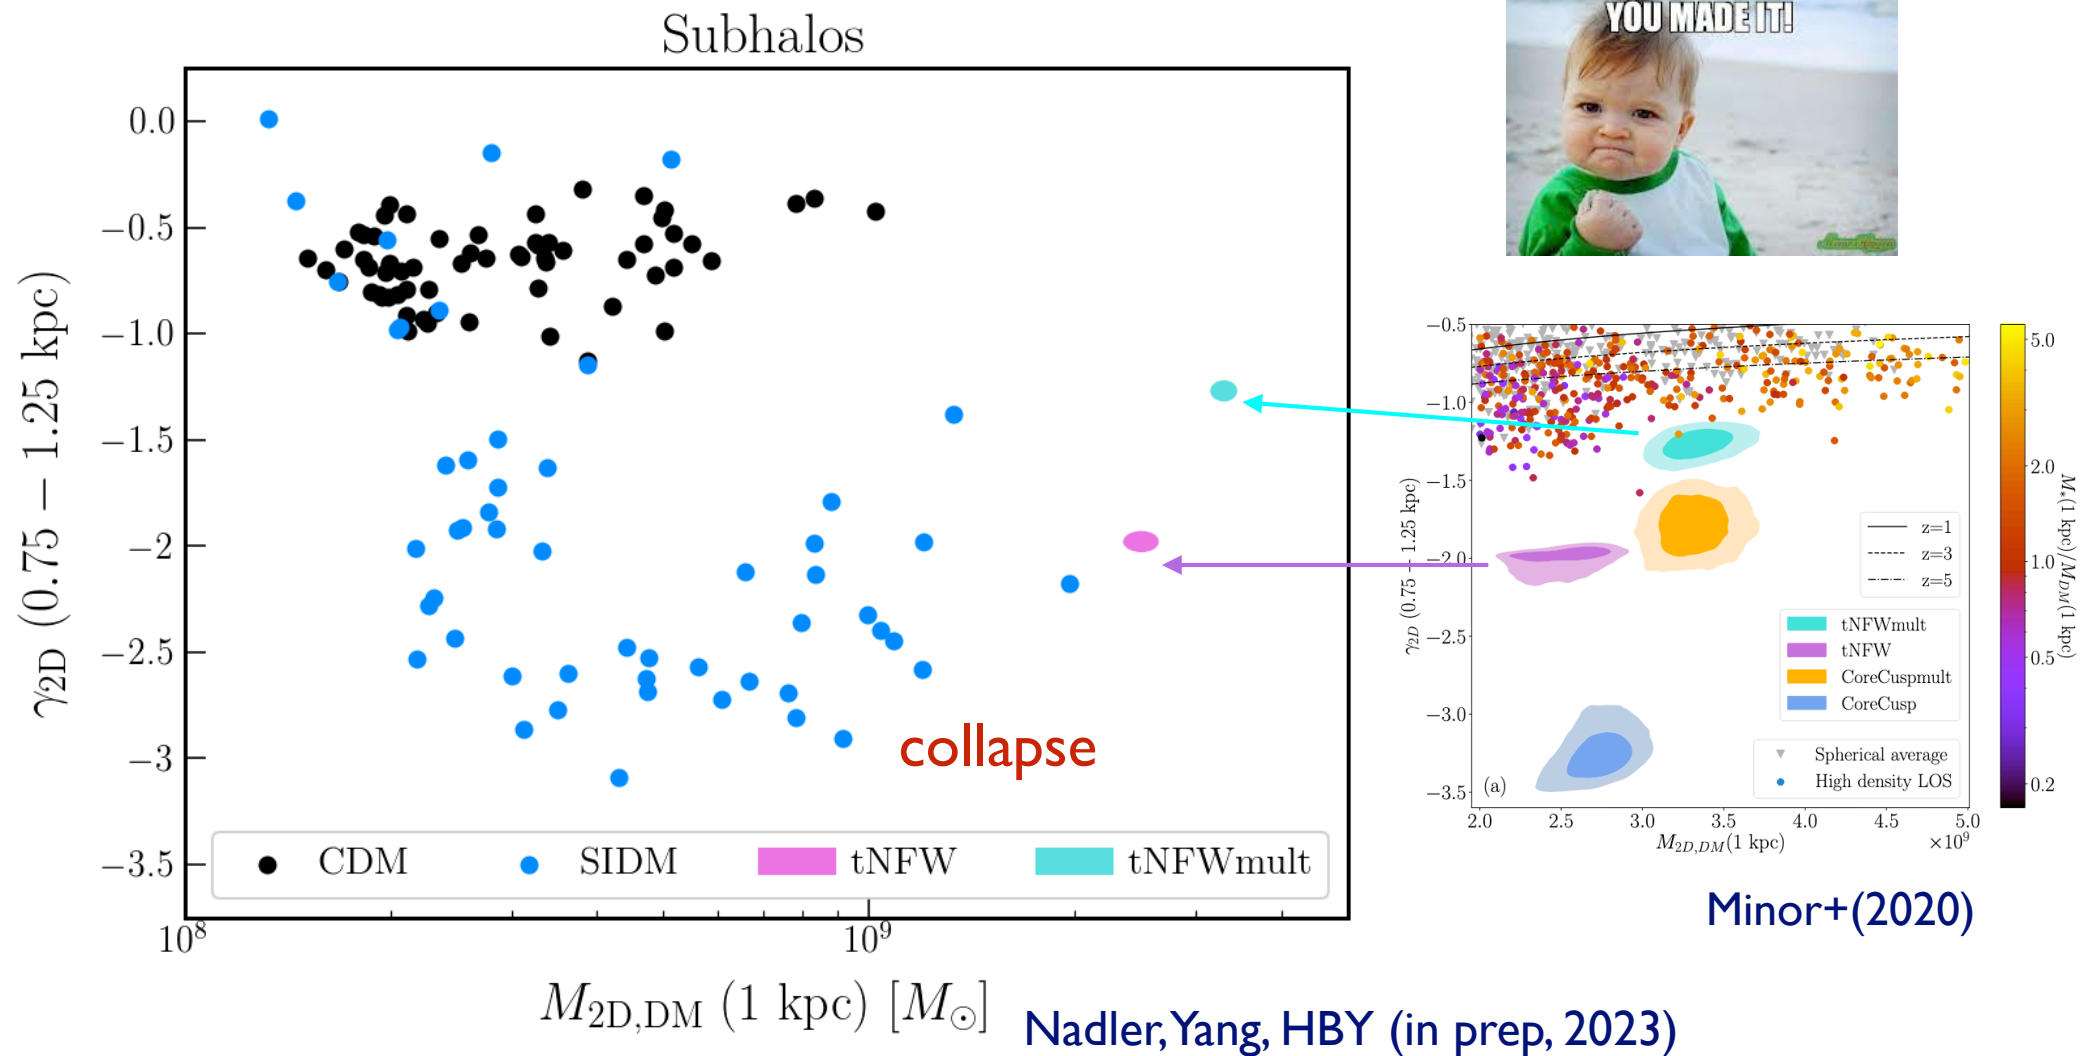 Subhalos
YOU MADE IT!
0.0
−0.5
−1.0
−1.5
−2
−2.5
−3
−3.5
γ2D (0.75 − 1.25 kpc)
collapse
CDM
SIDM
tNFW
tNFWmult
10^8
10^9
M2D,DM (1 kpc) [M⊙]
−0.5
−1.0
−1.5
−2.0
−2.5
−3.0
−3.5
γ2D (0.75 − 1.25 kpc)
z=1
z=3
z=5
tNFWmult
tNFW
CoreCuspmult
CoreCusp
Spherical average
High density LOS
(a)
2.0 2.5 3.0 3.5 4.0 4.5 5.0
M2D,DM(1 kpc)
×10^9
5.0
2.0
1.0
0.5
0.2
M*(1 kpc)/MDM(1 kpc)
Minor+(2020)
Nadler, Yang, HBY (in prep, 2023)